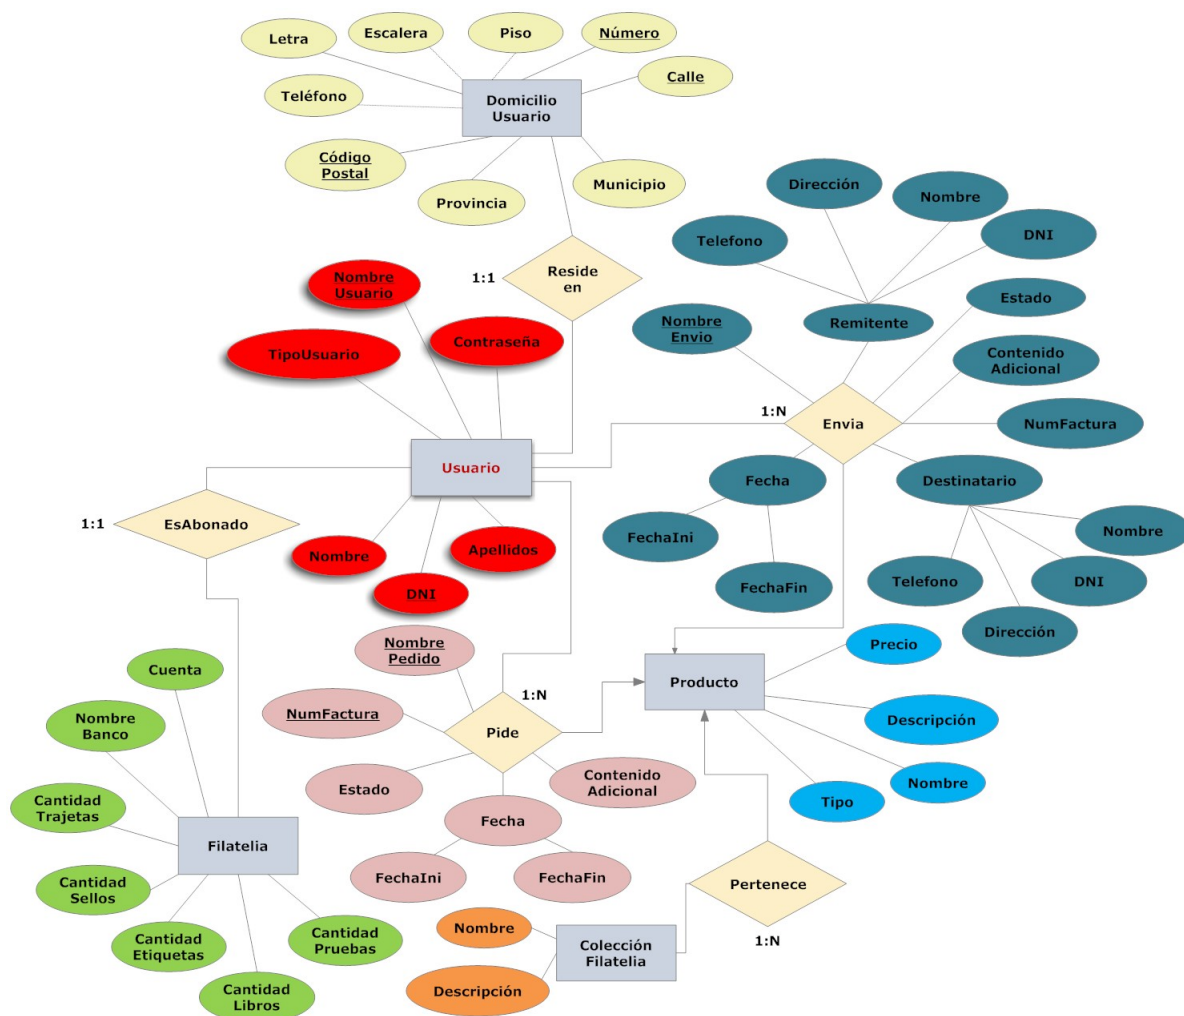 Letra
Escalera
Piso
Número
Calle
Teléfono
Domicilio
Usuario
Código
Postal
Provincia
Municipio
Dirección
Nombre
DNI
Telefono
Estado
Remitente
Contenido
Adicional
1:1
Reside
en
Nombre
Usuario
TipoUsuario
Contraseña
Nombre
Envio
1:N
Envia
NumFactura
Usuario
Fecha
Destinatario
FechaIni
FechaFin
Nombre
DNI
Telefono
Dirección
1:1
EsAbonado
Nombre
DNI
Apellidos
Nombre
Pedido
1:N
NumFactura
Pide
Estado
Contenido
Adicional
Fecha
FechaIni
FechaFin
Producto
Precio
Descripción
Nombre
Tipo
Cuenta
Nombre
Banco
Cantidad
Trajetas
Filatelia
Cantidad
Sellos
Cantidad
Etiquetas
Cantidad
Libros
Cantidad
Pruebas
Pertenece
1:N
Nombre
Descripción
Colección
Filatelia